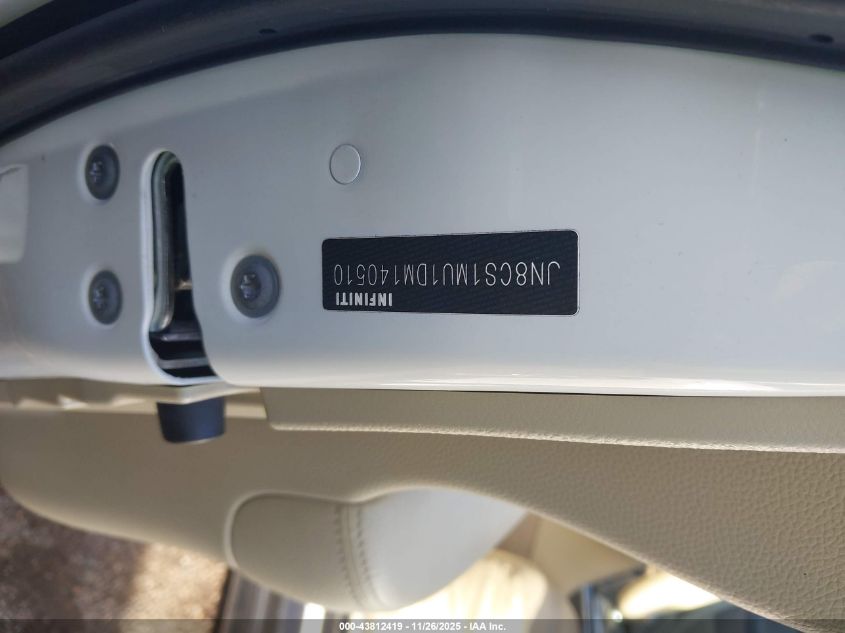 INFINITI
JN8CS1MU1DM140510
000-43812419 - 11/26/2025 - IAA Inc.